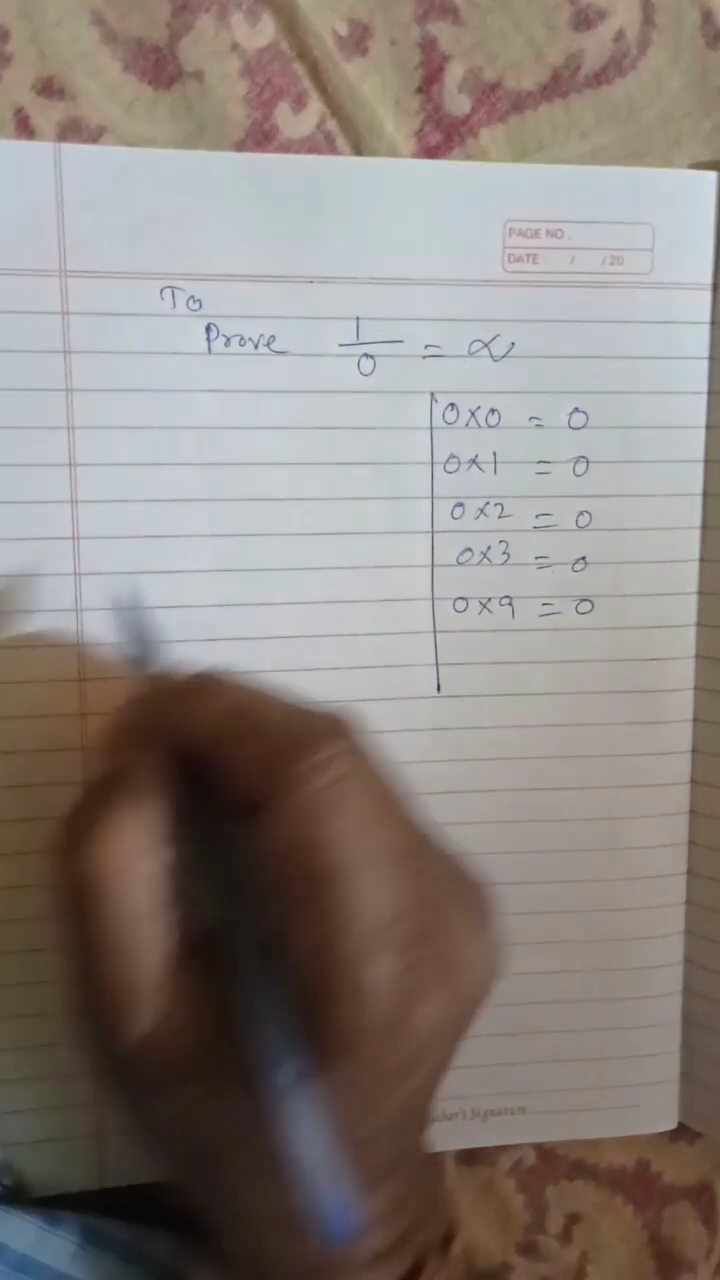 PAGE NO.
DATE / /20
To
Prove 1/0 = ∝
0×0 = 0
0×1 = 0
0×2 = 0
0×3 = 0
0×9 = 0
Signature